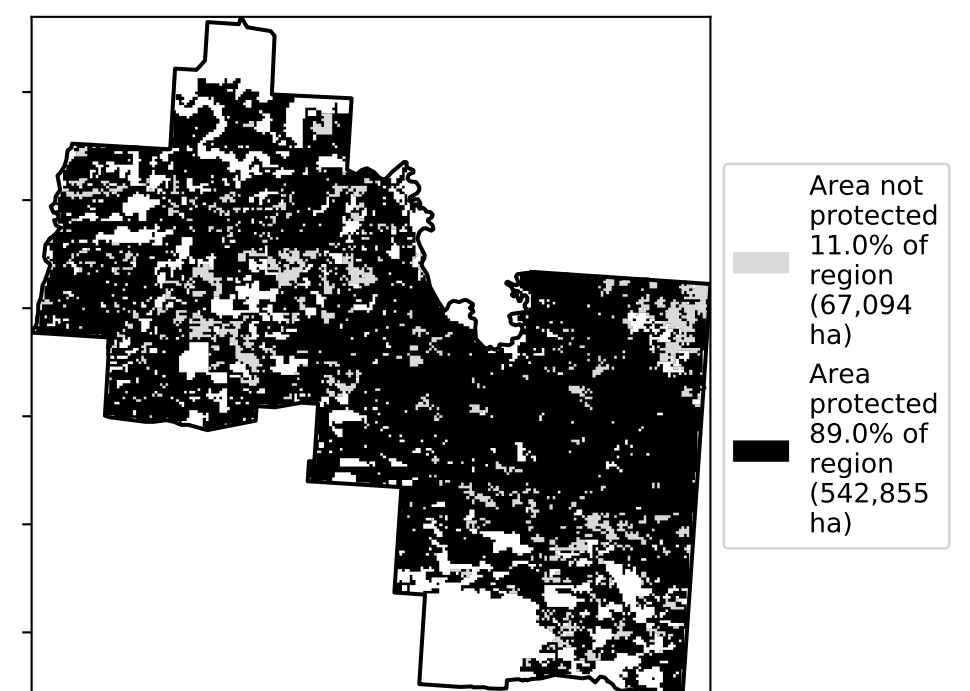 Area not
protected
11.0% of
region
(67,094
ha)
Area
protected
89.0% of
region
(542,855
ha)